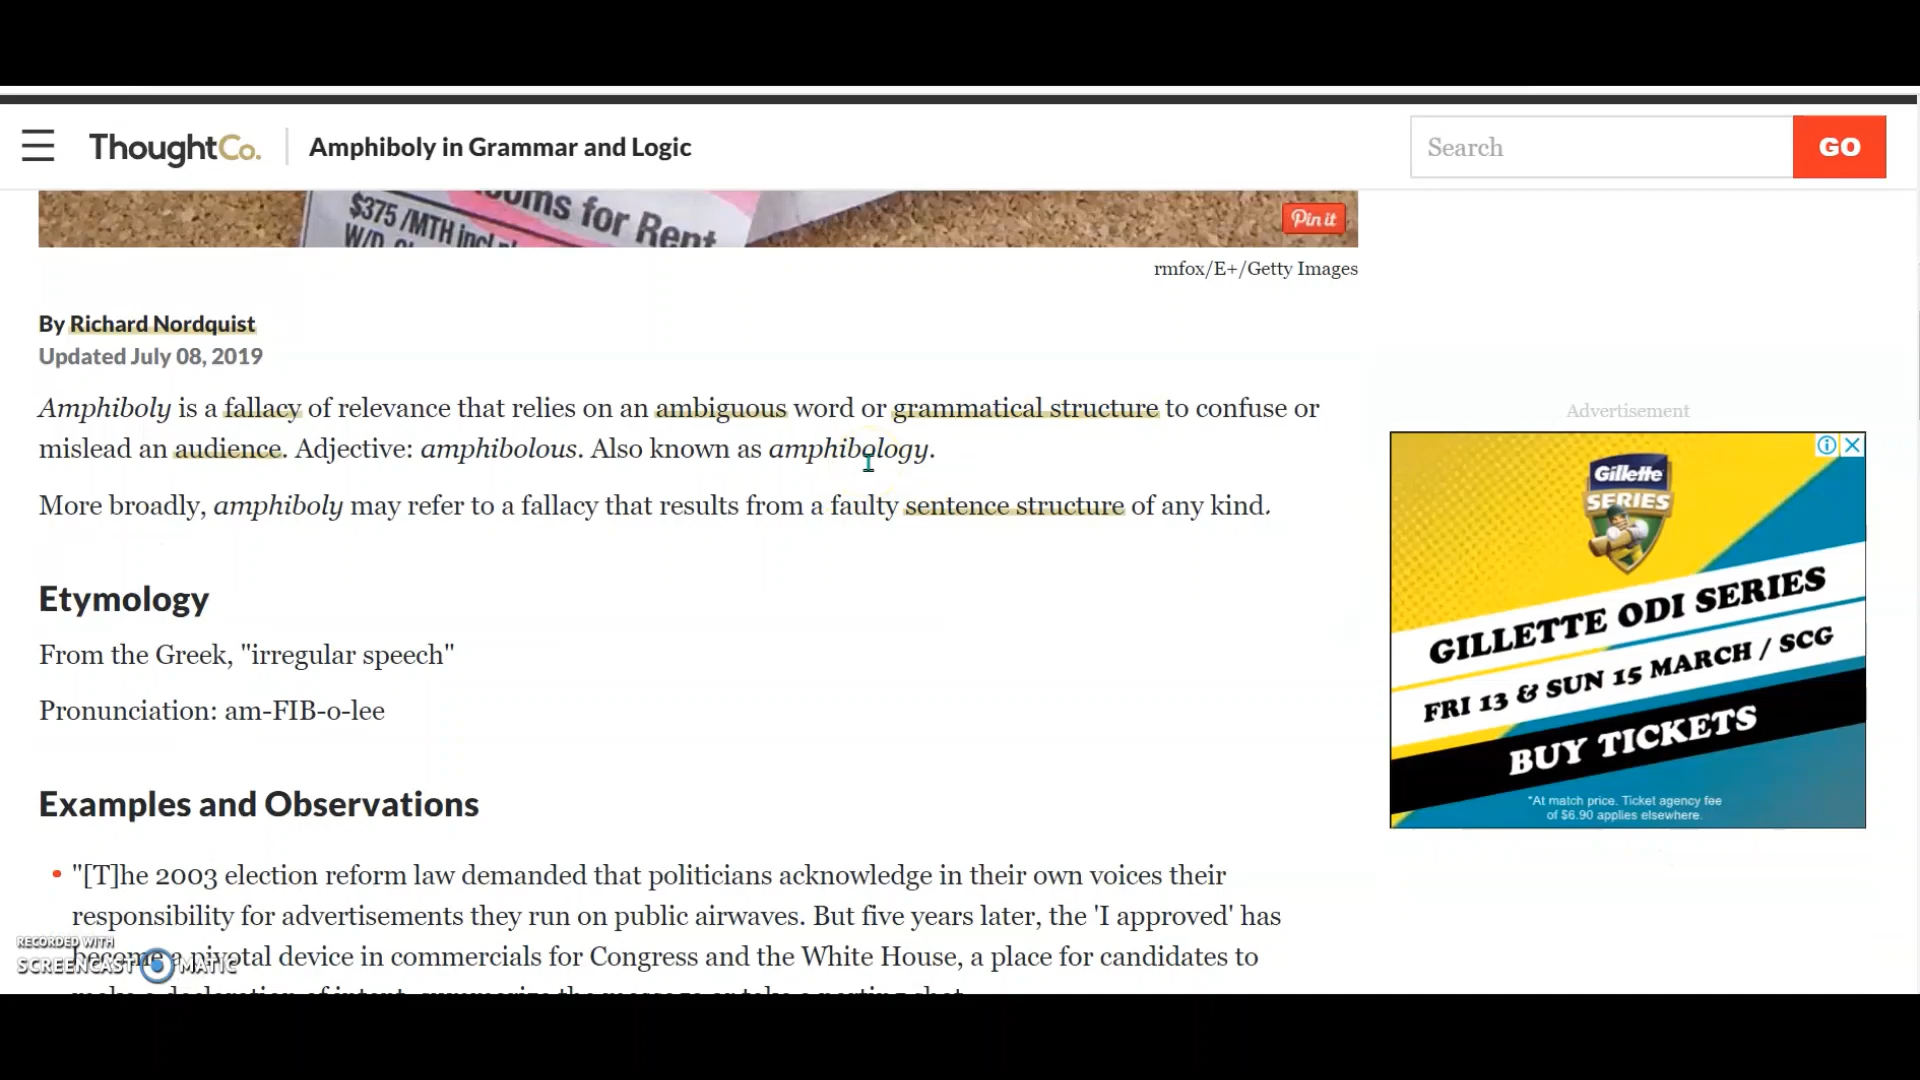 ThoughtCo.
Amphiboly in Grammar and Logic
Search
GO
ooms for Rent
$375 /MTH incl
W/D
Pin it
rmfox/E+/Getty Images
By Richard Nordquist
Updated July 08, 2019
Amphiboly is a fallacy of relevance that relies on an ambiguous word or grammatical structure to confuse or
mislead an audience. Adjective: amphibolous. Also known as amphibology.
More broadly, amphiboly may refer to a fallacy that results from a faulty sentence structure of any kind.
Etymology
From the Greek, "irregular speech"
Pronunciation: am-FIB-o-lee
Examples and Observations
"[T]he 2003 election reform law demanded that politicians acknowledge in their own voices their
responsibility for advertisements they run on public airwaves. But five years later, the 'I approved' has
become a pivotal device in commercials for Congress and the White House, a place for candidates to
RECORDED WITH
SCREENCAST MATIC
Advertisement
Gillette
SERIES
GILLETTE ODI SERIES
FRI 13 & SUN 15 MARCH / SCG
BUY TICKETS
*At match price. Ticket agency fee
of $6.90 applies elsewhere.